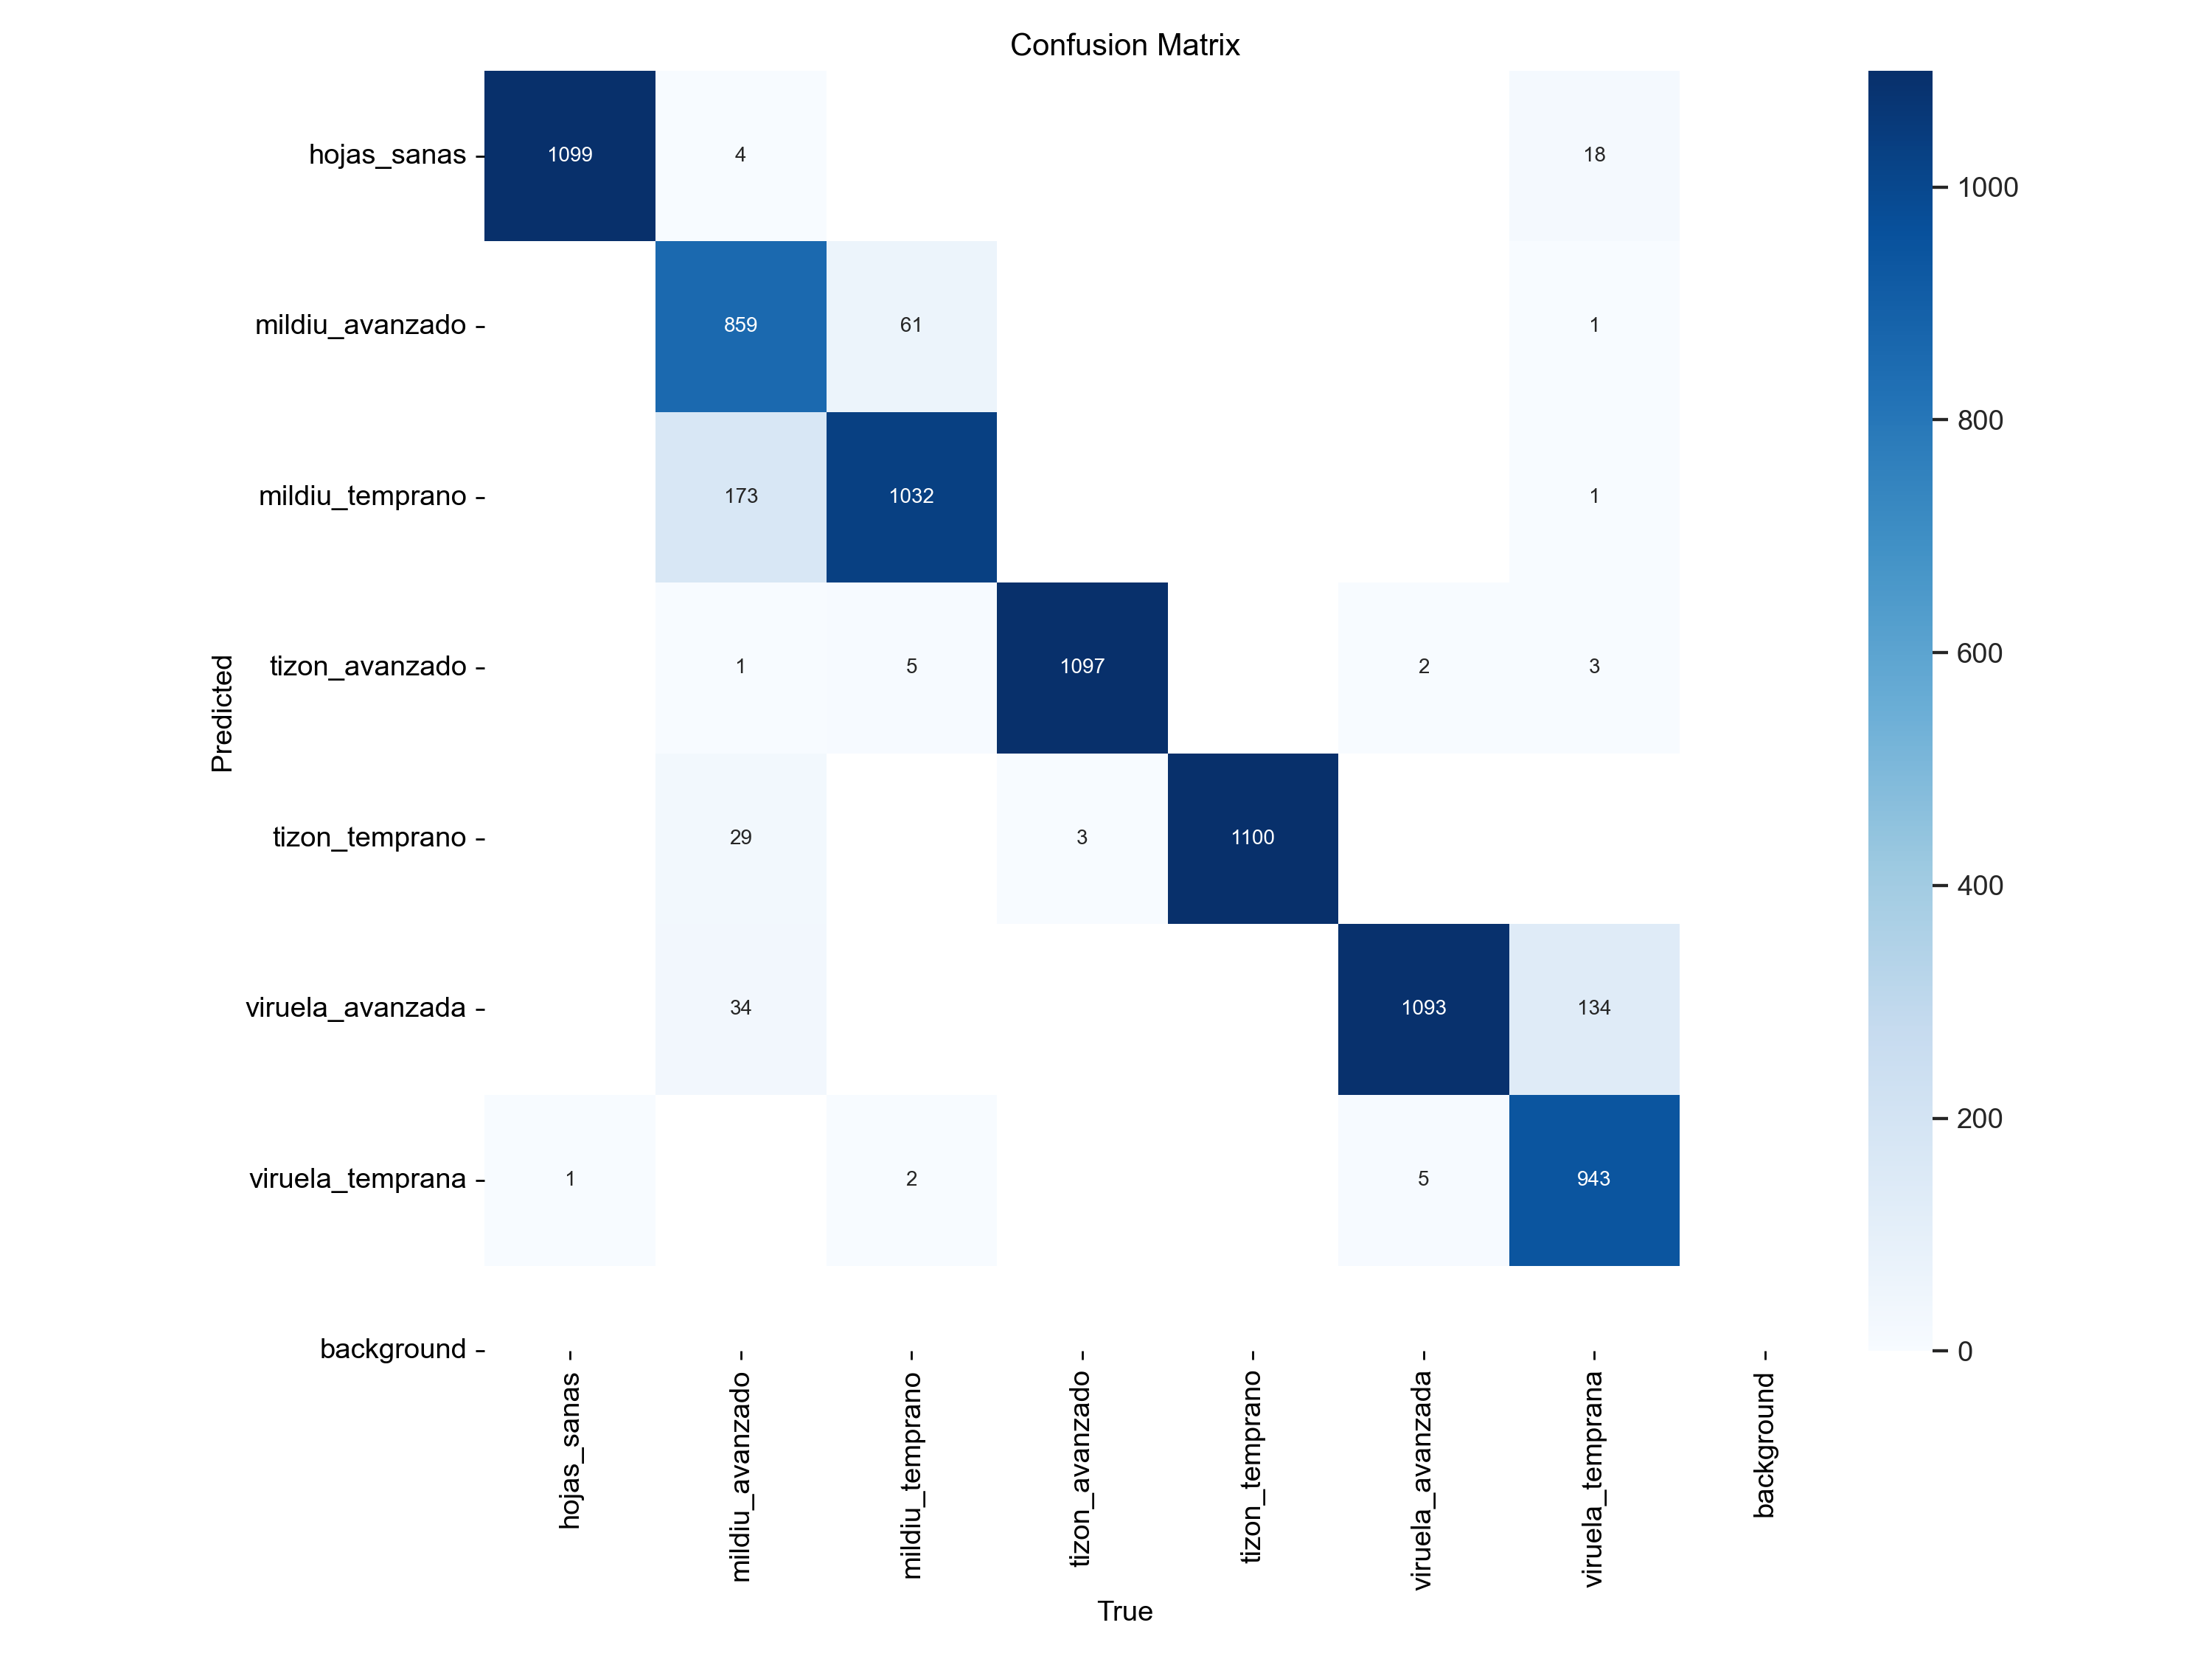 Confusion Matrix
hojas_sanas
1099
4
18
1000
mildiu_avanzado
859
61
1
800
mildiu_temprano
173
1032
1
600
Predicted
tizon_avanzado
1
5
1097
2
3
tizon_temprano
29
3
1100
400
viruela_avanzada
34
1093
134
200
viruela_temprana
1
2
5
943
background
0
hojas_sanas
mildiu_avanzado
mildiu_temprano
tizon_avanzado
tizon_temprano
viruela_avanzada
viruela_temprana
background
True